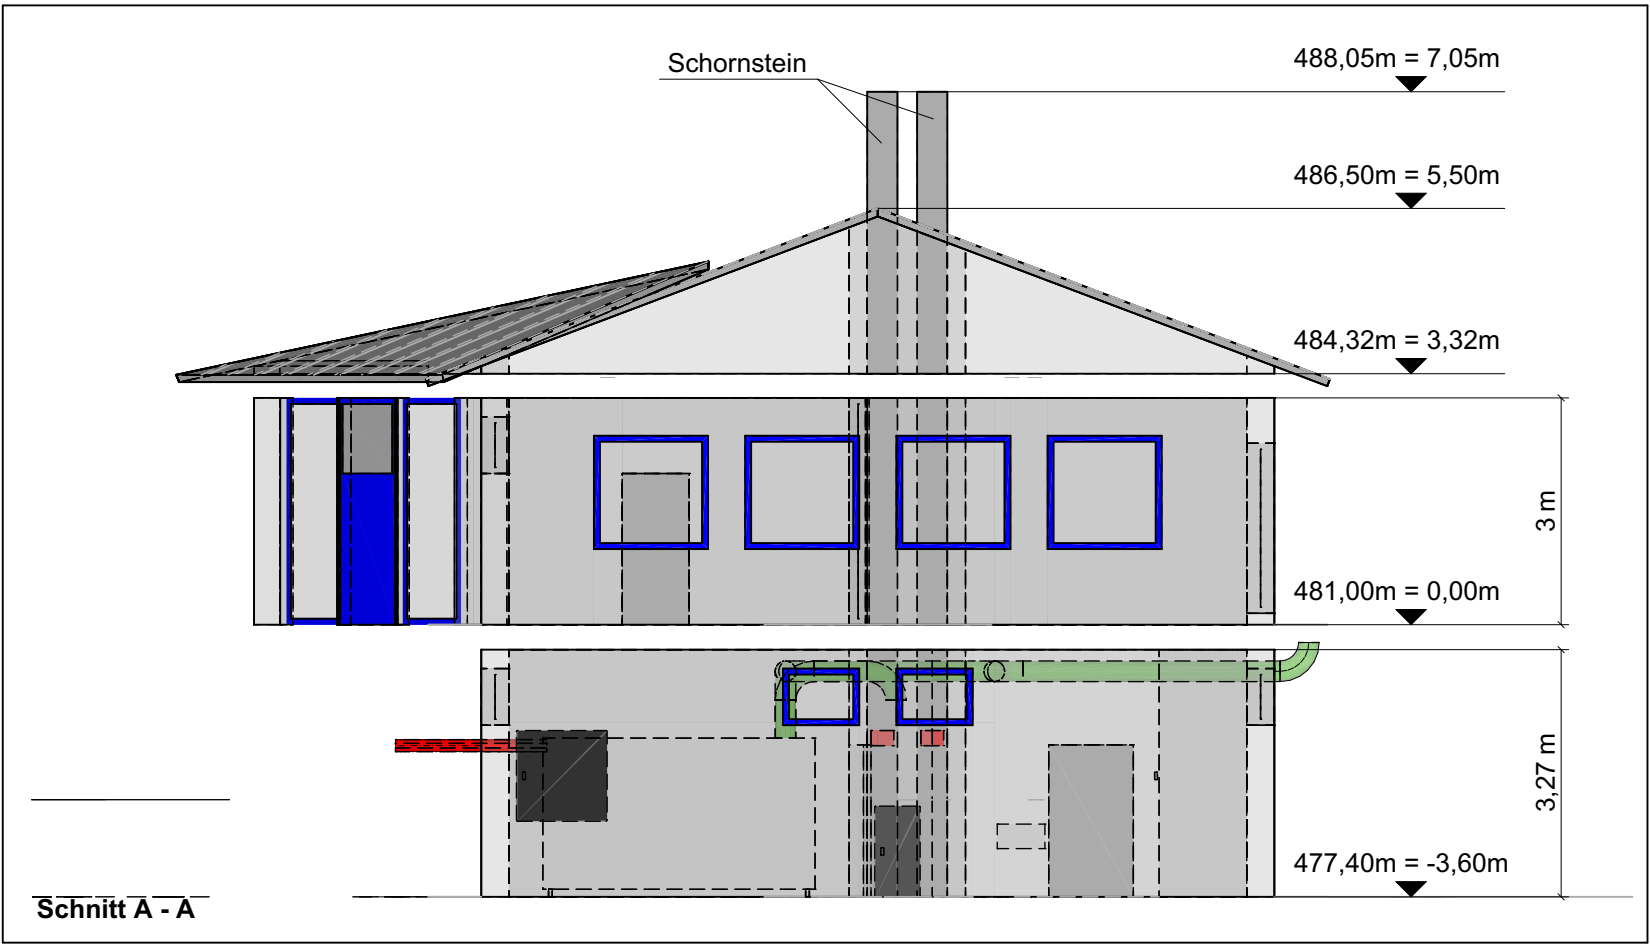 Schornstein
488,05m = 7,05m
486,50m = 5,50m
484,32m = 3,32m
3 m
481,00m = 0,00m
3,27 m
477,40m = -3,60m
Schnitt A - A